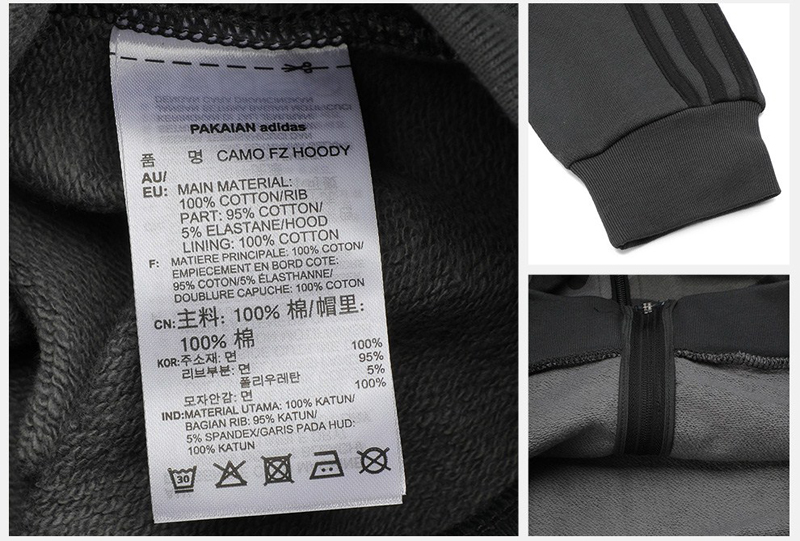 PAKAIAN adidas
품 명 CAMO FZ HOODY
AU/
EU: MAIN MATERIAL:
100% COTTON/RIB
PART: 95% COTTON/
5% ELASTANE/HOOD
LINING: 100% COTTON
F: MATIERE PRINCIPALE: 100% COTON/
EMPIECEMENT EN BORD COTE:
95% COTON/5% ÉLASTHANNE/
DOUBLURE CAPUCHE: 100% COTON
CN: 主料: 100% 棉/帽里:
100% 棉
KOR: 주소재: 면 100%
리브부분: 면 95%
폴리우레탄 5%
모자안감: 면 100%
IND: MATERIAL UTAMA: 100% KATUN/
BAGIAN RIB: 95% KATUN/
5% SPANDEX/GARIS PADA HUD:
100% KATUN
30